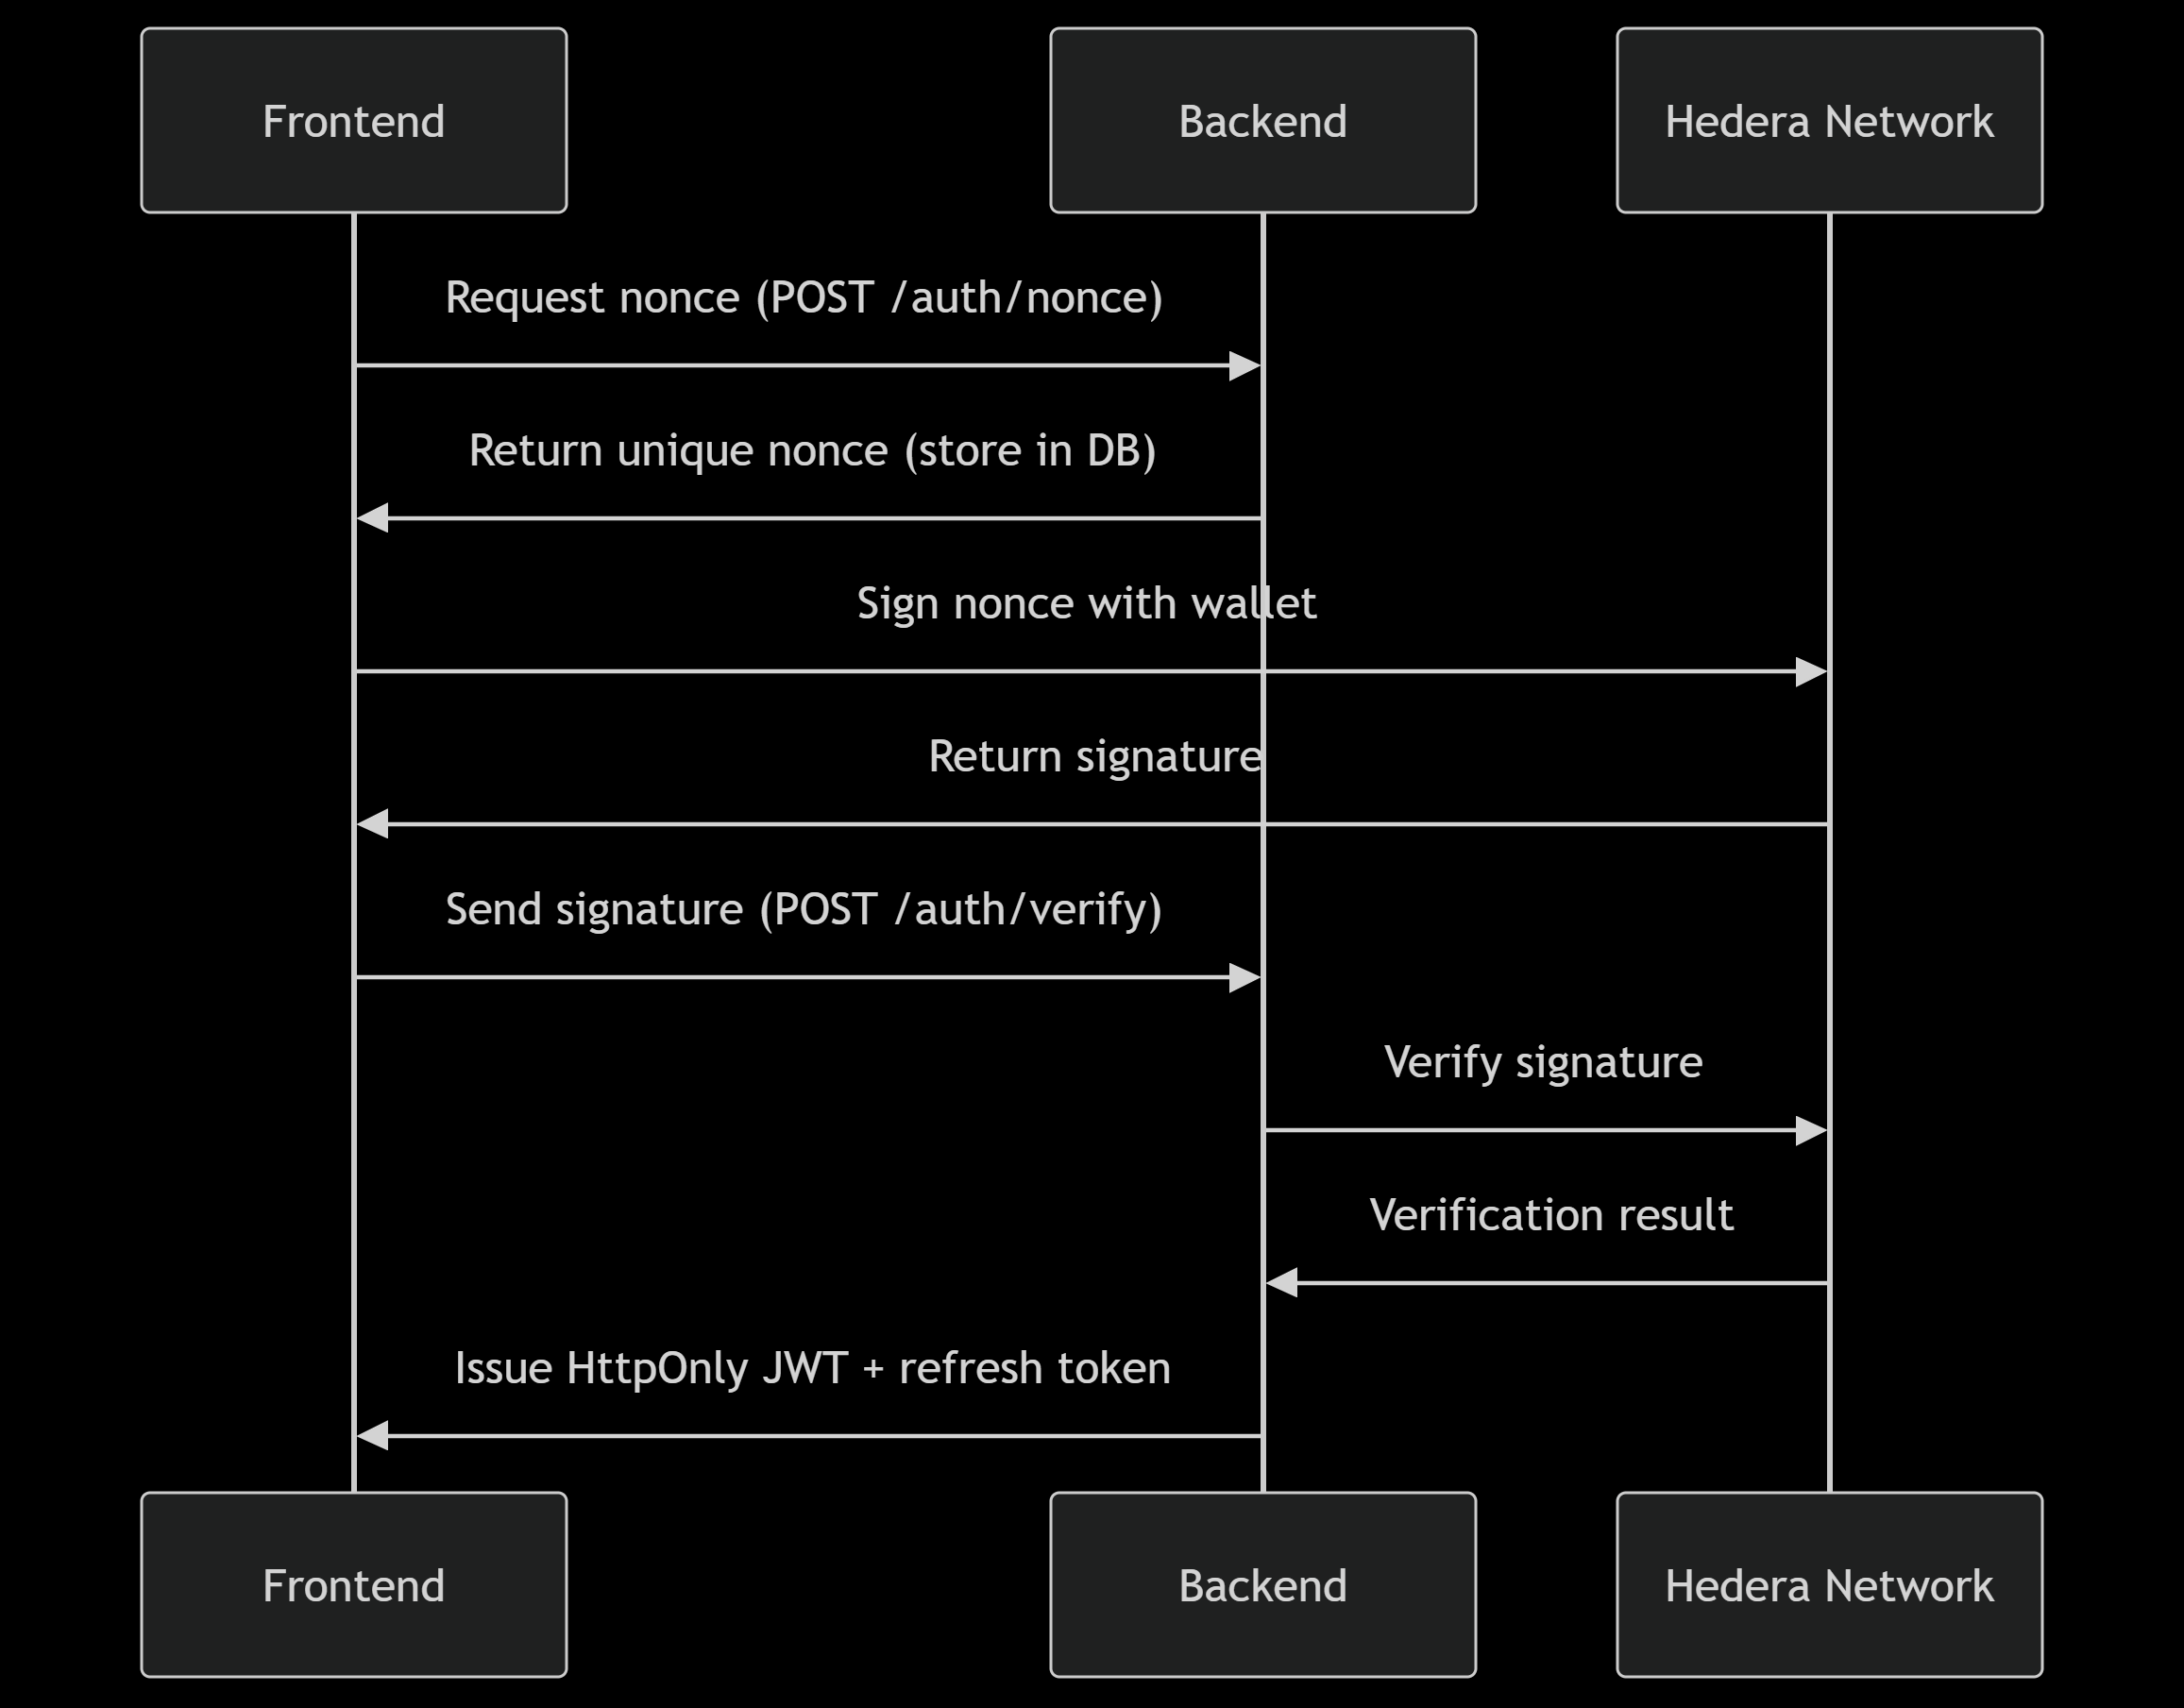 Frontend
Backend
Hedera Network
Request nonce (POST /auth/nonce)
Return unique nonce (store in DB)
Sign nonce with wallet
Return signature
Send signature (POST /auth/verify)
Verify signature
Verification result
Issue HttpOnly JWT + refresh token
Frontend
Backend
Hedera Network